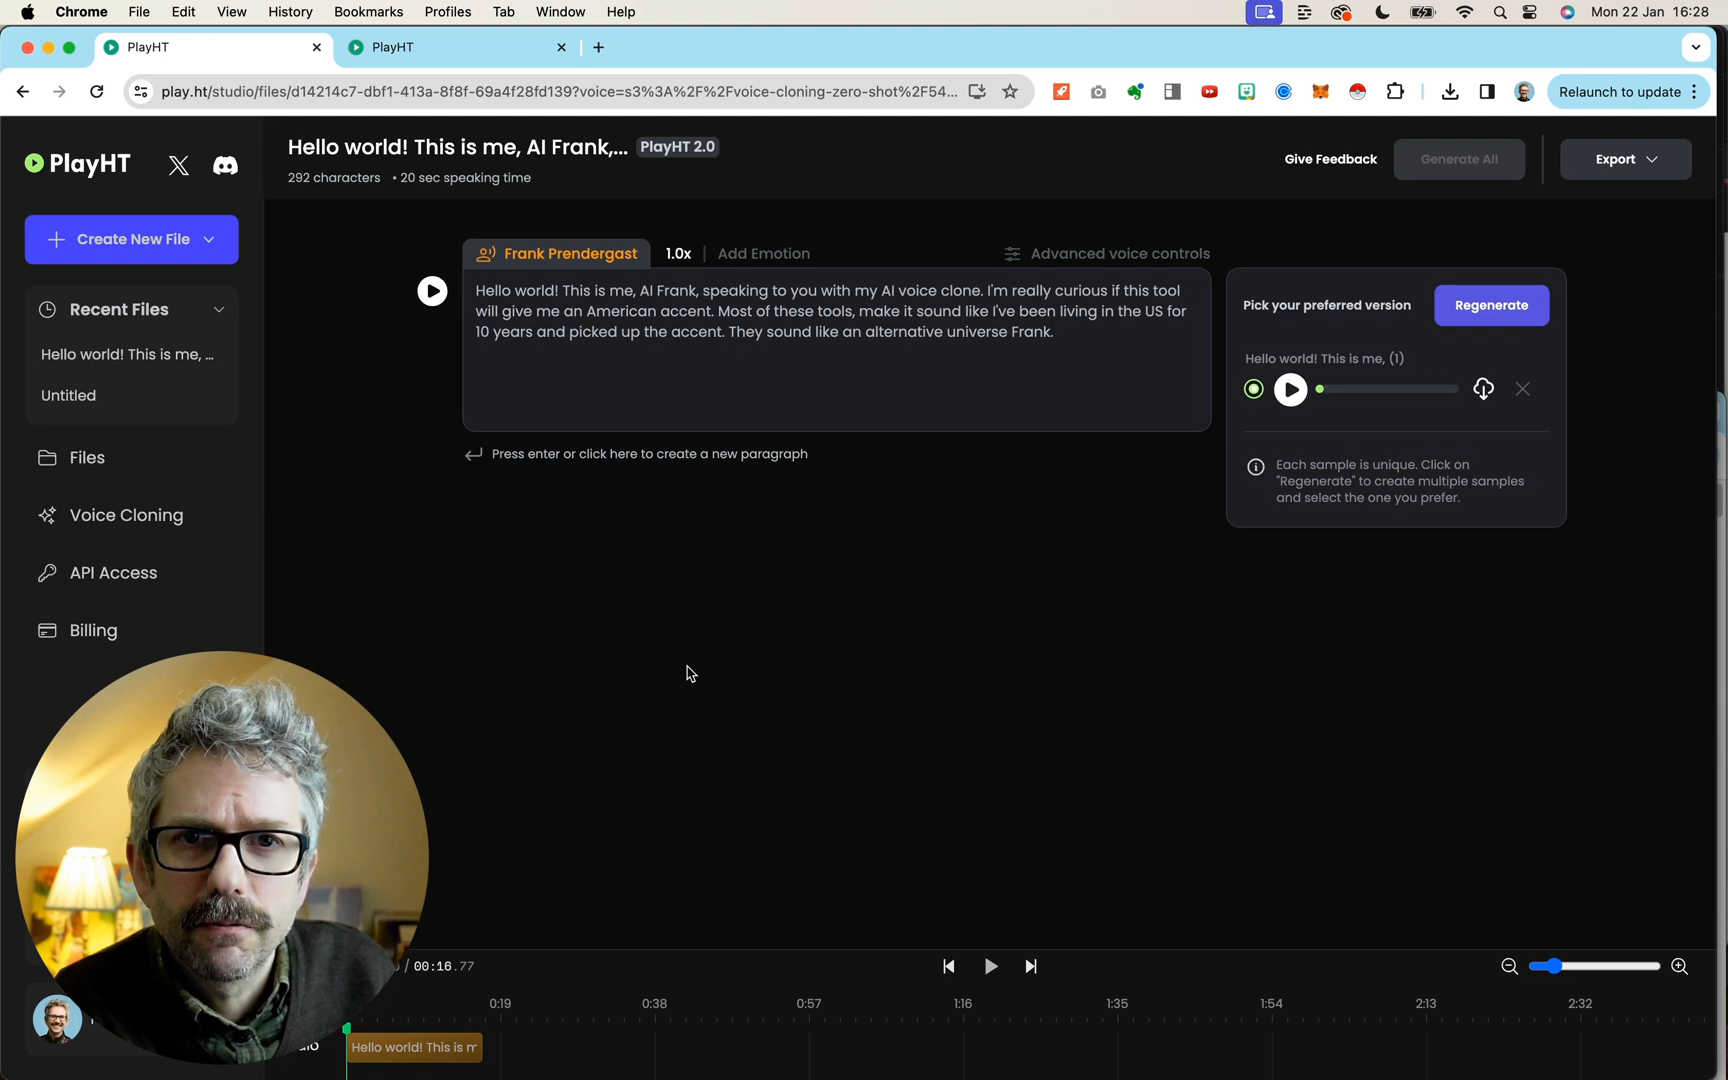 Chrome File Edit View History Bookmarks Profiles Tab Window Help Mon 22 Jan 16:28
PlayHT PlayHT
play.ht/studio/files/d14214c7-dbf1-413a-8f8f-69a4f28fd139?voice=s3%3A%2F%2Fvoice-cloning-zero-shot%2F54... Relaunch to update
PlayHT
Hello world! This is me, AI Frank,... PlayHT 2.0
292 characters • 20 sec speaking time
Give Feedback Generate All Export
Create New File
Recent Files
Hello world! This is me, ...
Untitled
Files
Voice Cloning
API Access
Billing
Frank Prendergast 1.0x Add Emotion Advanced voice controls
Hello world! This is me, AI Frank, speaking to you with my AI voice clone. I'm really curious if this tool
will give me an American accent. Most of these tools, make it sound like I've been living in the US for
10 years and picked up the accent. They sound like an alternative universe Frank.
Press enter or click here to create a new paragraph
Pick your preferred version Regenerate
Hello world! This is me, (1)
Each sample is unique. Click on
"Regenerate" to create multiple samples
and select the one you prefer.
/ 00:16.77
0:19 0:38 0:57 1:16 1:35 1:54 2:13 2:32
Hello world! This is m